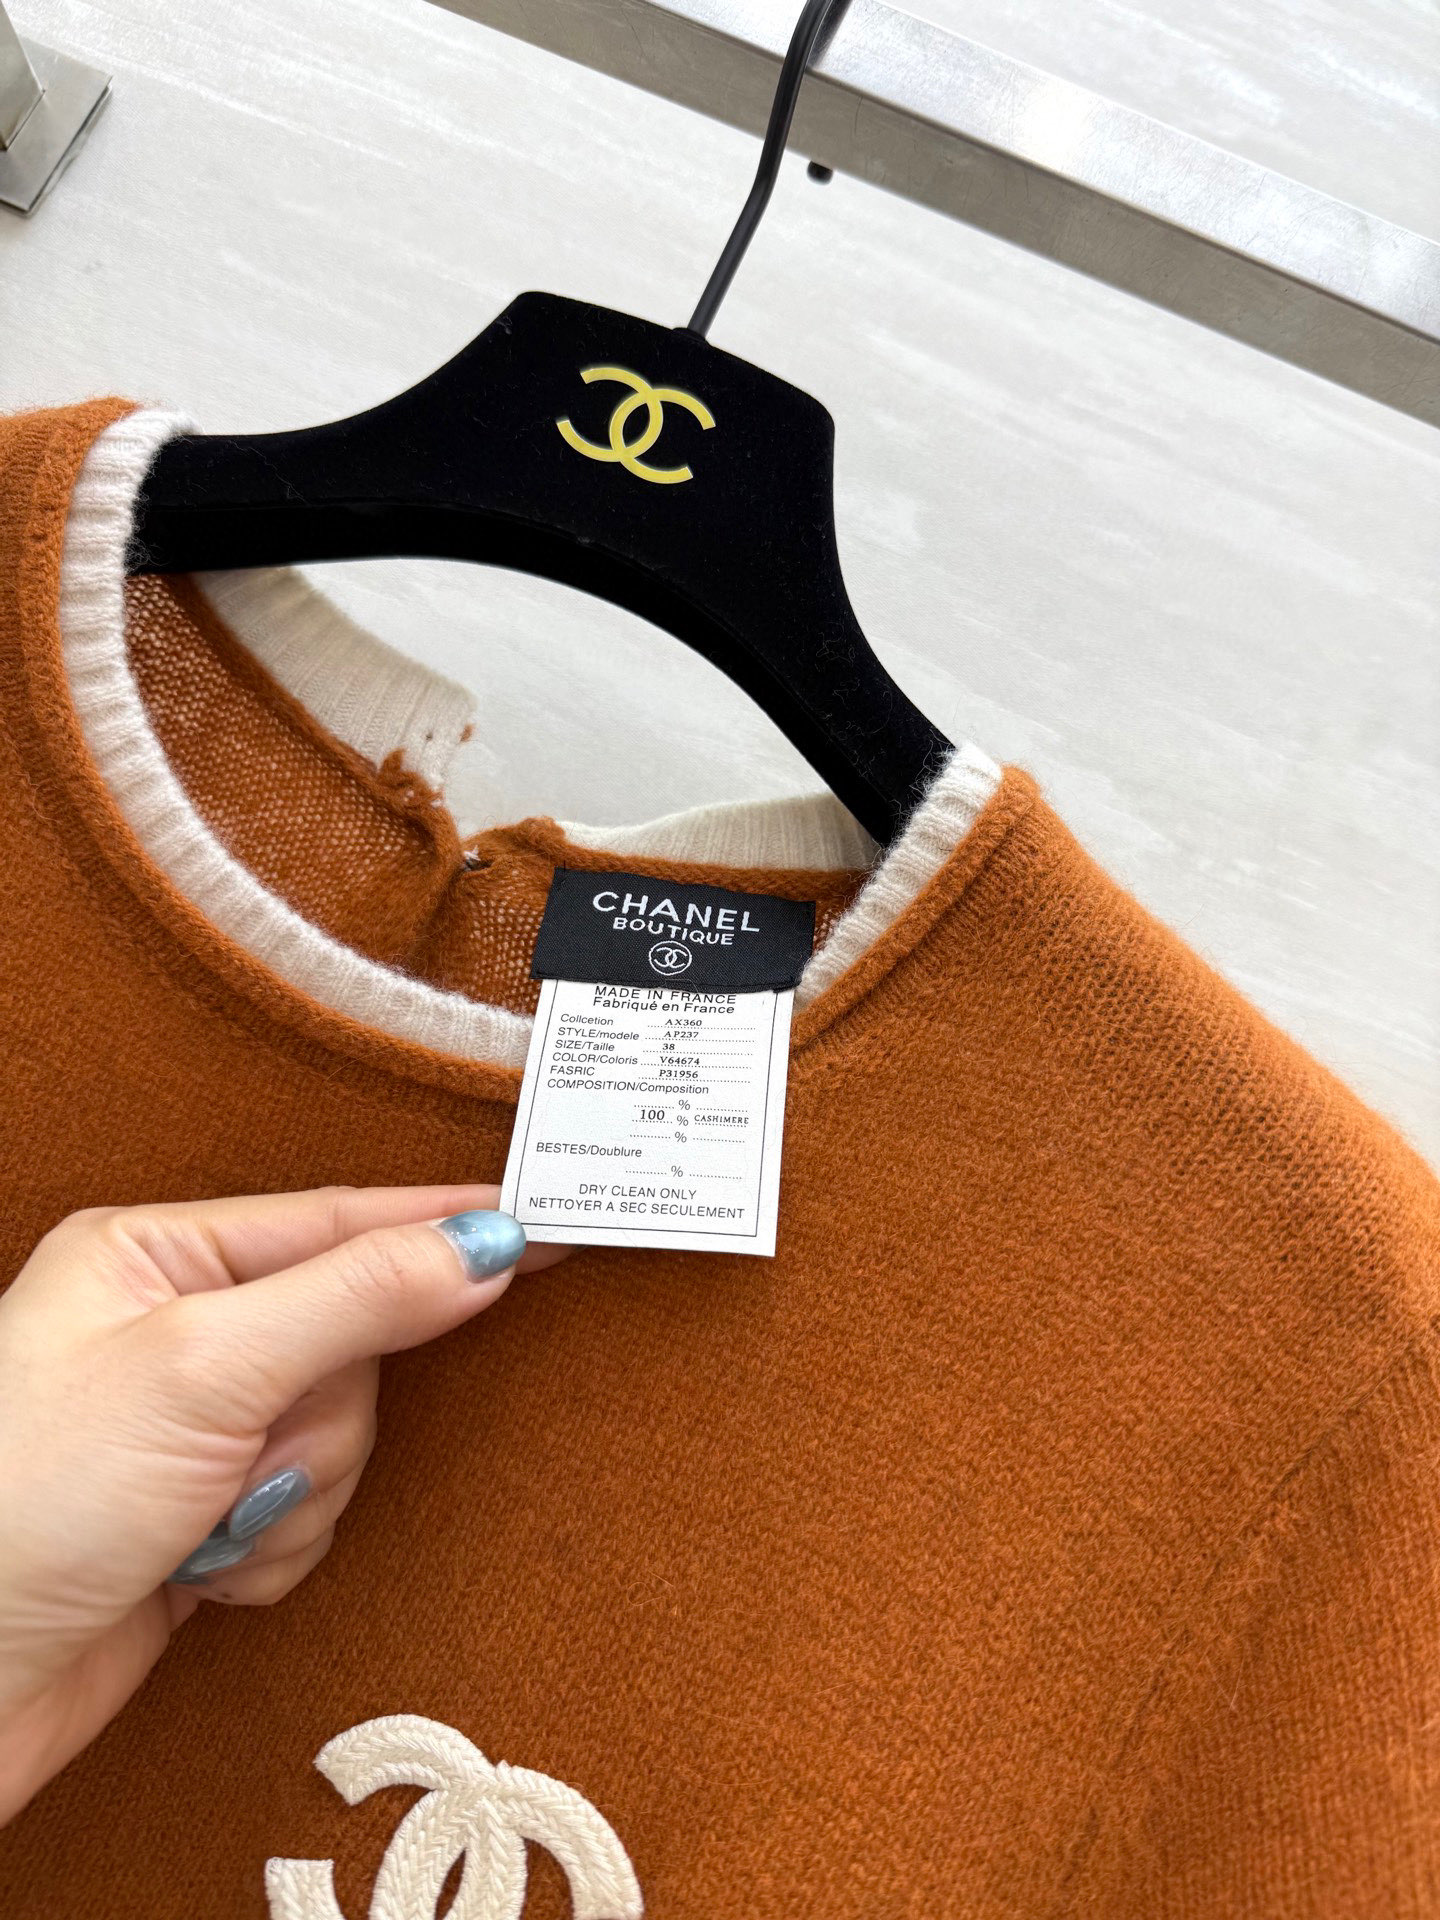 CHANEL
BOUTIQUE
MADE IN FRANCE
Fabriqué en France
Collcetion AX360
STYLE/modele AP237
SIZE/Taille 38
COLOR/Coloris V64674
FASRIC P31956
COMPOSITION/Composition
%
100 % CASHIMERE
%
BESTES/Doublure
%
DRY CLEAN ONLY
NETTOYER A SEC SECULEMENT